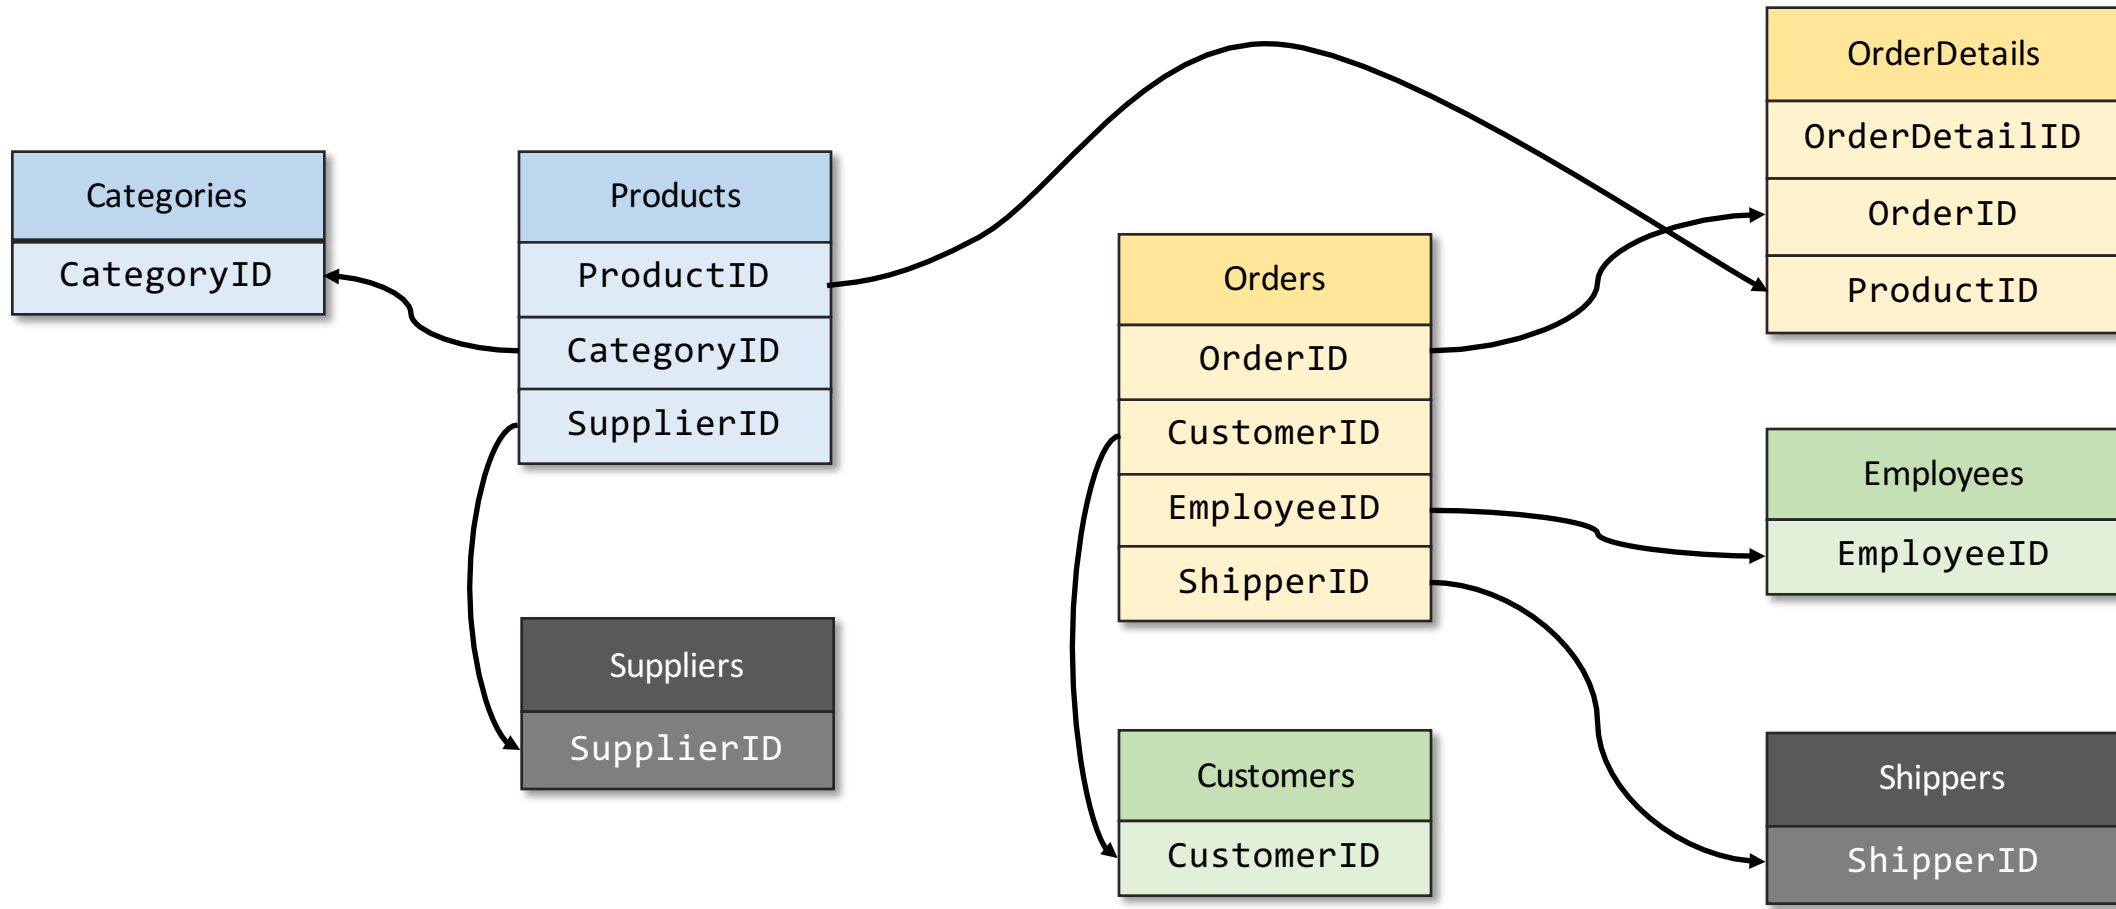 Categories
CategoryID
Products
ProductID
CategoryID
SupplierID
Suppliers
SupplierID
Orders
OrderID
CustomerID
EmployeeID
ShipperID
Customers
CustomerID
OrderDetails
OrderDetailID
OrderID
ProductID
Employees
EmployeeID
Shippers
ShipperID